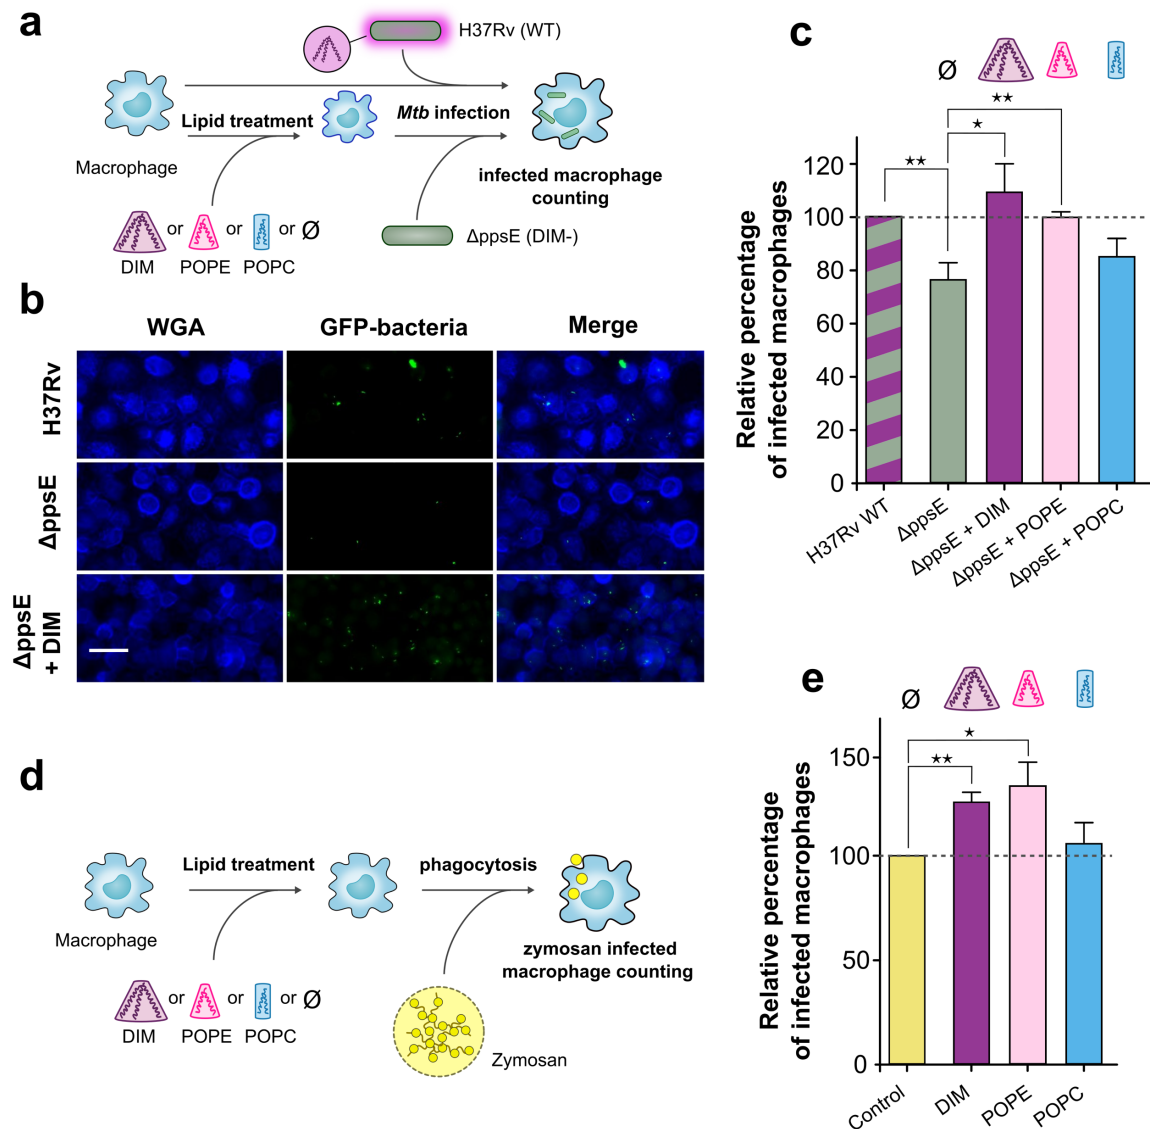 a
H37Rv (WT)
Lipid treatment
Mtb infection
Macrophage
infected macrophage
counting
or
or
or Ø
DIM
POPE
POPC
ΔppsE (DIM-)
b
WGA
GFP-bacteria
Merge
H37Rv
ΔppsE
ΔppsE
+ DIM
c
Ø
★★
★
★★
Relative percentage
of infected macrophages
120
100
80
60
40
20
0
H37Rv WT
ΔppsE
ΔppsE + DIM
ΔppsE + POPE
ΔppsE + POPC
d
Lipid treatment
phagocytosis
Macrophage
zymosan infected
macrophage counting
or
or
or Ø
DIM
POPE
POPC
Zymosan
e
Ø
★
★★
Relative percentage
of infected macrophages
150
100
50
0
Control
DIM
POPE
POPC